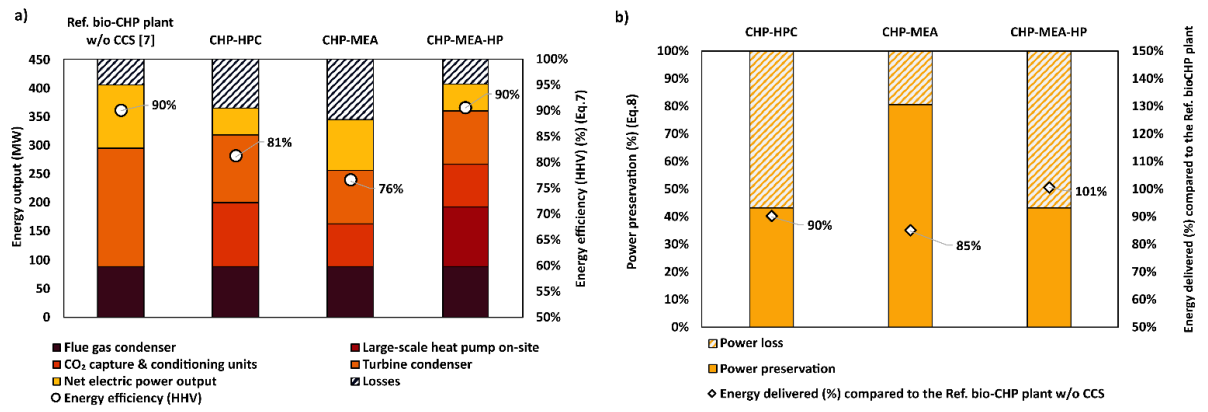 a)
Ref. bio-CHP plant
w/o CCS [7]
CHP-HPC
CHP-MEA
CHP-MEA-HP
Energy output (MW)
450
400
350
300
250
200
150
100
50
0
90%
81%
76%
90%
100%
95%
90%
85%
80%
75%
70%
65%
60%
55%
50%
Energy efficiency (HHV) (%) (Eq.7)
Flue gas condenser
Large-scale heat pump on-site
CO₂ capture & conditioning units
Turbine condenser
Net electric power output
Losses
Energy efficiency (HHV)
b)
CHP-HPC
CHP-MEA
CHP-MEA-HP
Power preservation (%) (Eq.8)
100%
90%
80%
70%
60%
50%
40%
30%
20%
10%
0%
90%
85%
101%
150%
140%
130%
120%
110%
100%
90%
80%
70%
60%
50%
Energy delivered (%) compared to the Ref. bioCHP plant
Power loss
Power preservation
Energy delivered (%) compared to the Ref. bio-CHP plant w/o CCS